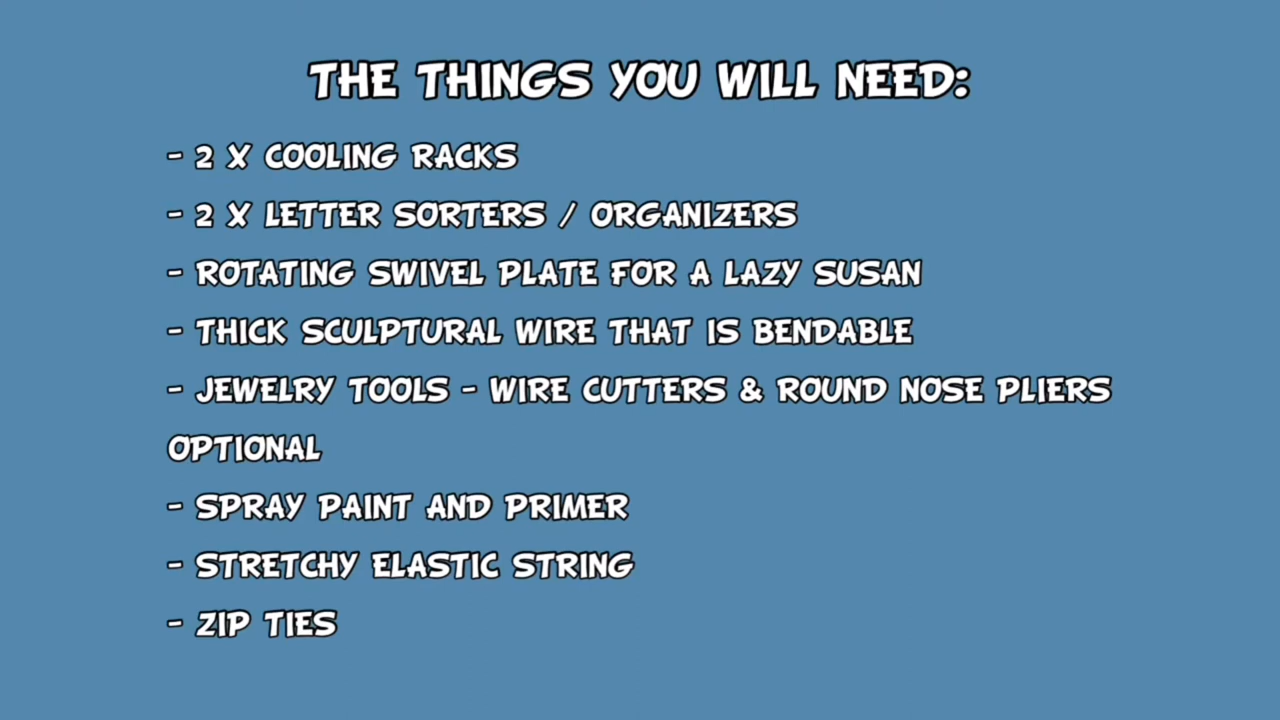 THE THINGS YOU WILL NEED:
- 2 X COOLING RACKS
- 2 X LETTER SORTERS / ORGANIZERS
- ROTATING SWIVEL PLATE FOR A LAZY SUSAN
- THICK SCULPTURAL WIRE THAT IS BENDABLE
- JEWELRY TOOLS - WIRE CUTTERS & ROUND NOSE PLIERS
OPTIONAL
- SPRAY PAINT AND PRIMER
- STRETCHY ELASTIC STRING
- ZIP TIES